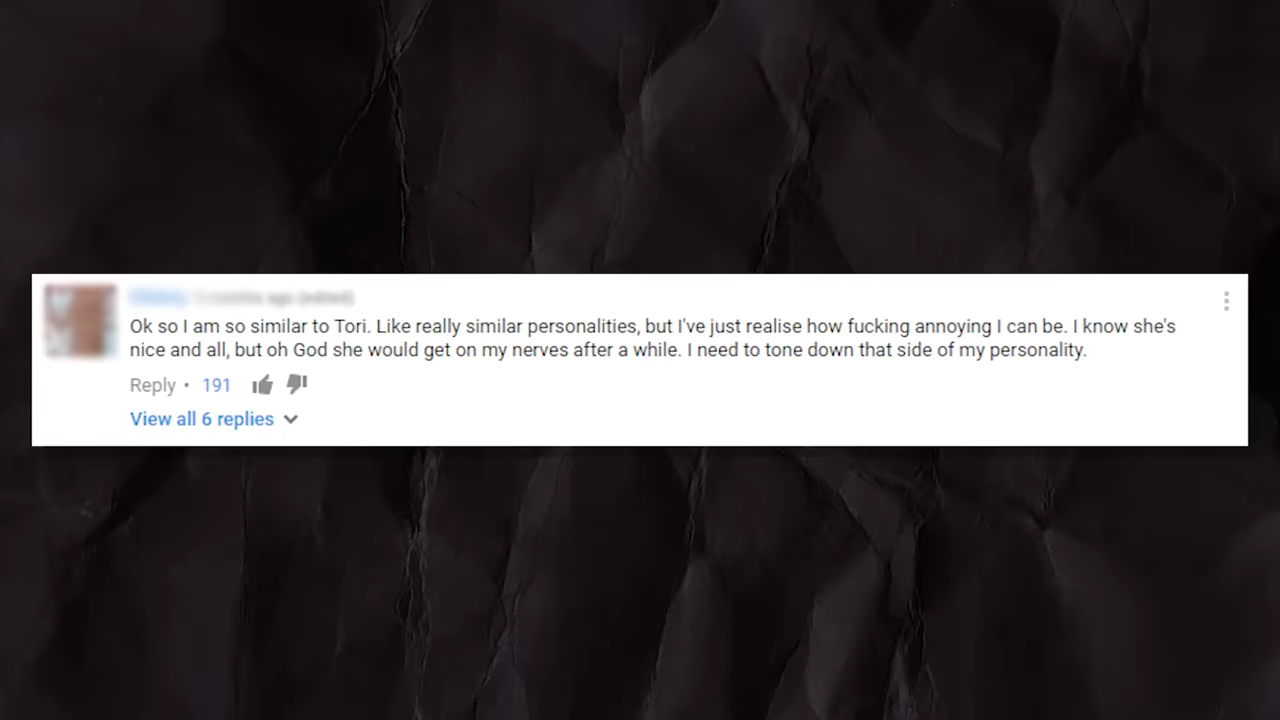 Ok so I am so similar to Tori. Like really similar personalities, but I've just realise how fucking annoying I can be. I know she's
nice and all, but oh God she would get on my nerves after a while. I need to tone down that side of my personality.
Reply • 191
View all 6 replies